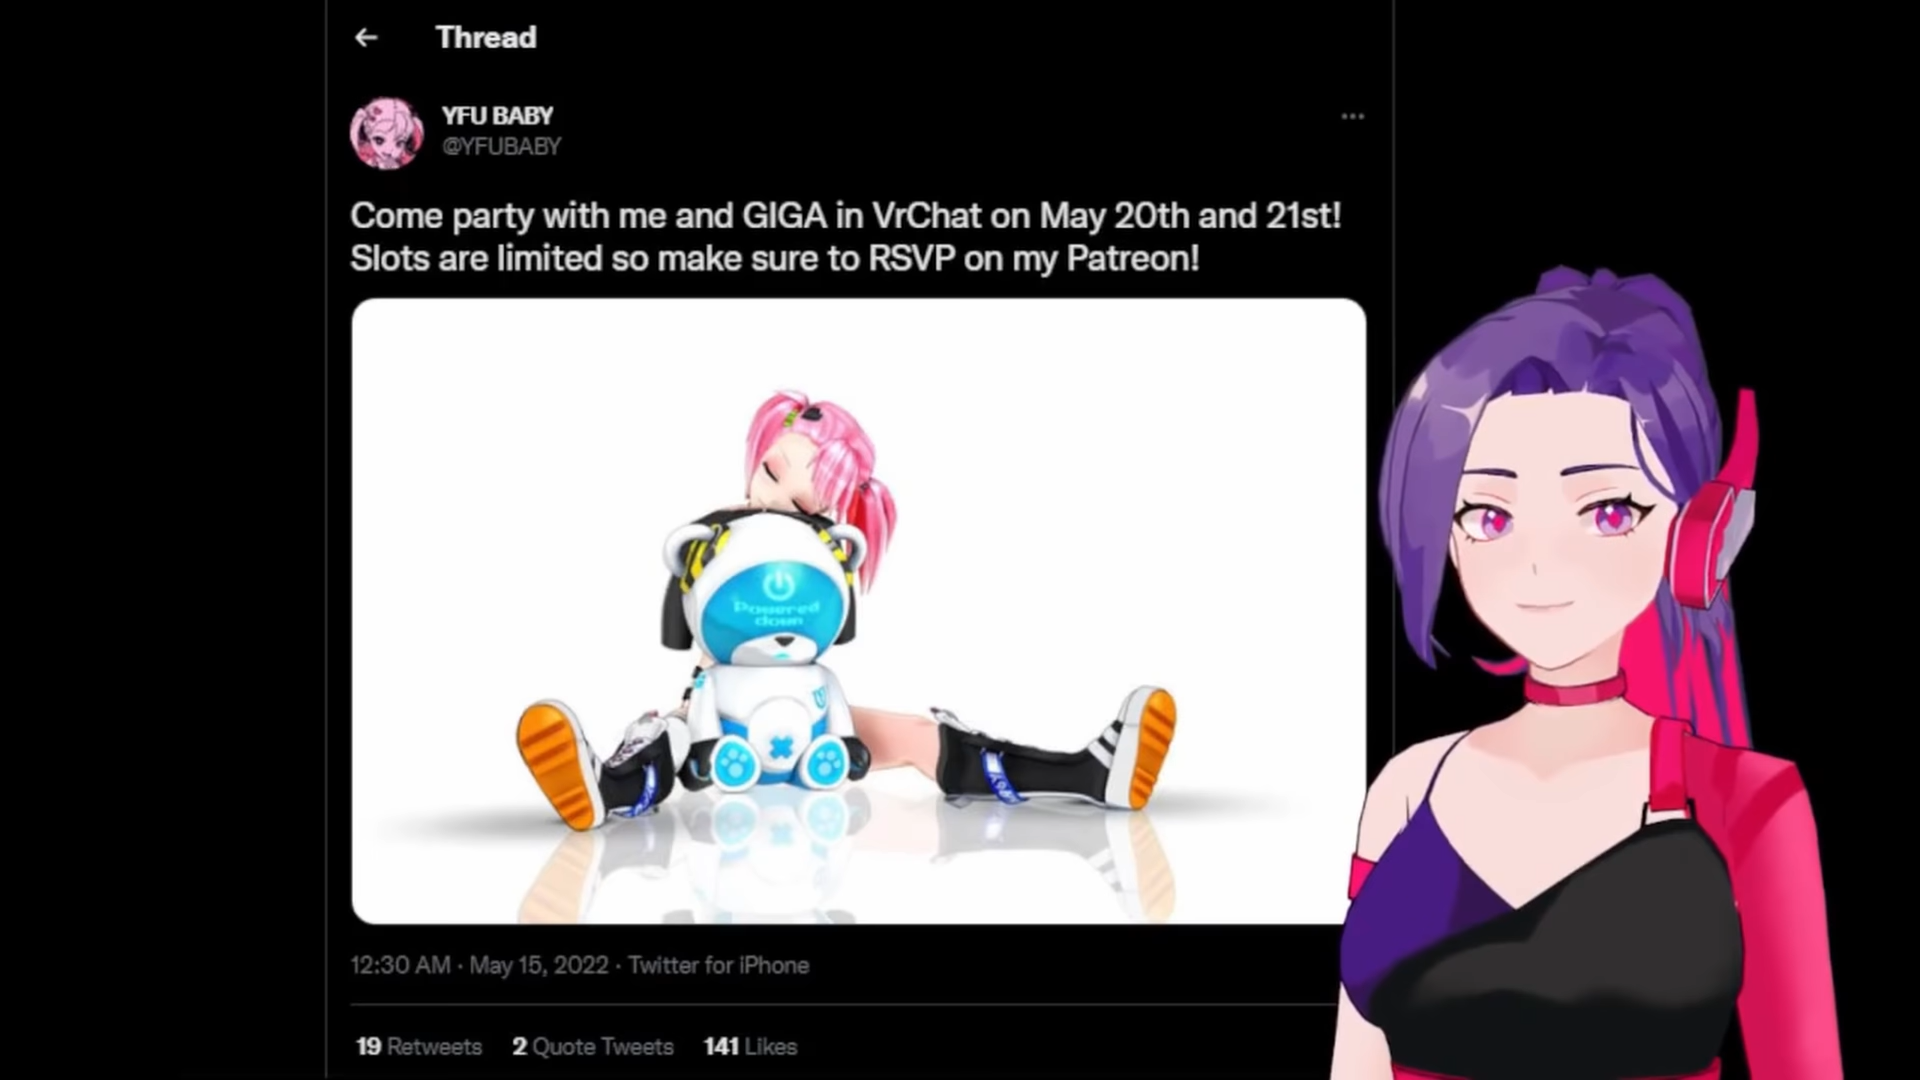 Thread
YFU BABY
@YFUBABY
Come party with me and GIGA in VrChat on May 20th and 21st!
Slots are limited so make sure to RSVP on my Patreon!
Powered
down
12:30 AM · May 15, 2022 · Twitter for iPhone
19 Retweets 2 Quote Tweets 141 Likes